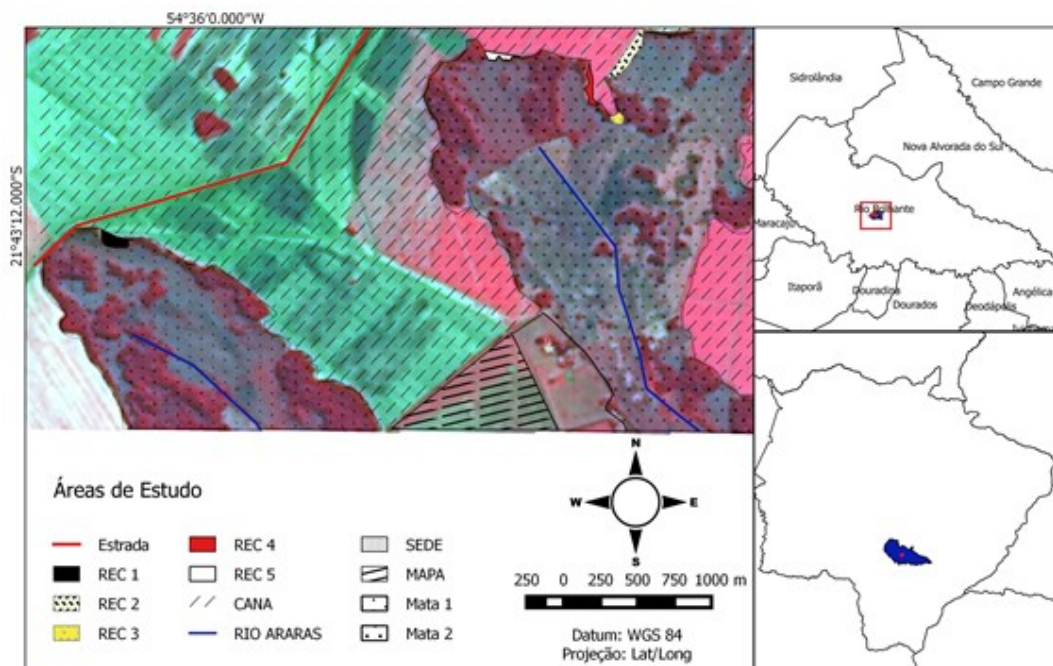 54°36'0.000"W
21°43'12.000"S
Sidrolândia
Campo Grande
Nova Alvorada do Sul
Rio Brilhante
Maracaju
Itaporã
Douradina
Dourados
Deodápolis
Angélica
Áreas de Estudo
Estrada
REC 1
REC 2
REC 3
REC 4
REC 5
CANA
RIO ARARAS
SEDE
MAPA
Mata 1
Mata 2
N
W
E
S
250 0 250 500 750 1000 m
Datum: WGS 84
Projeção: Lat/Long